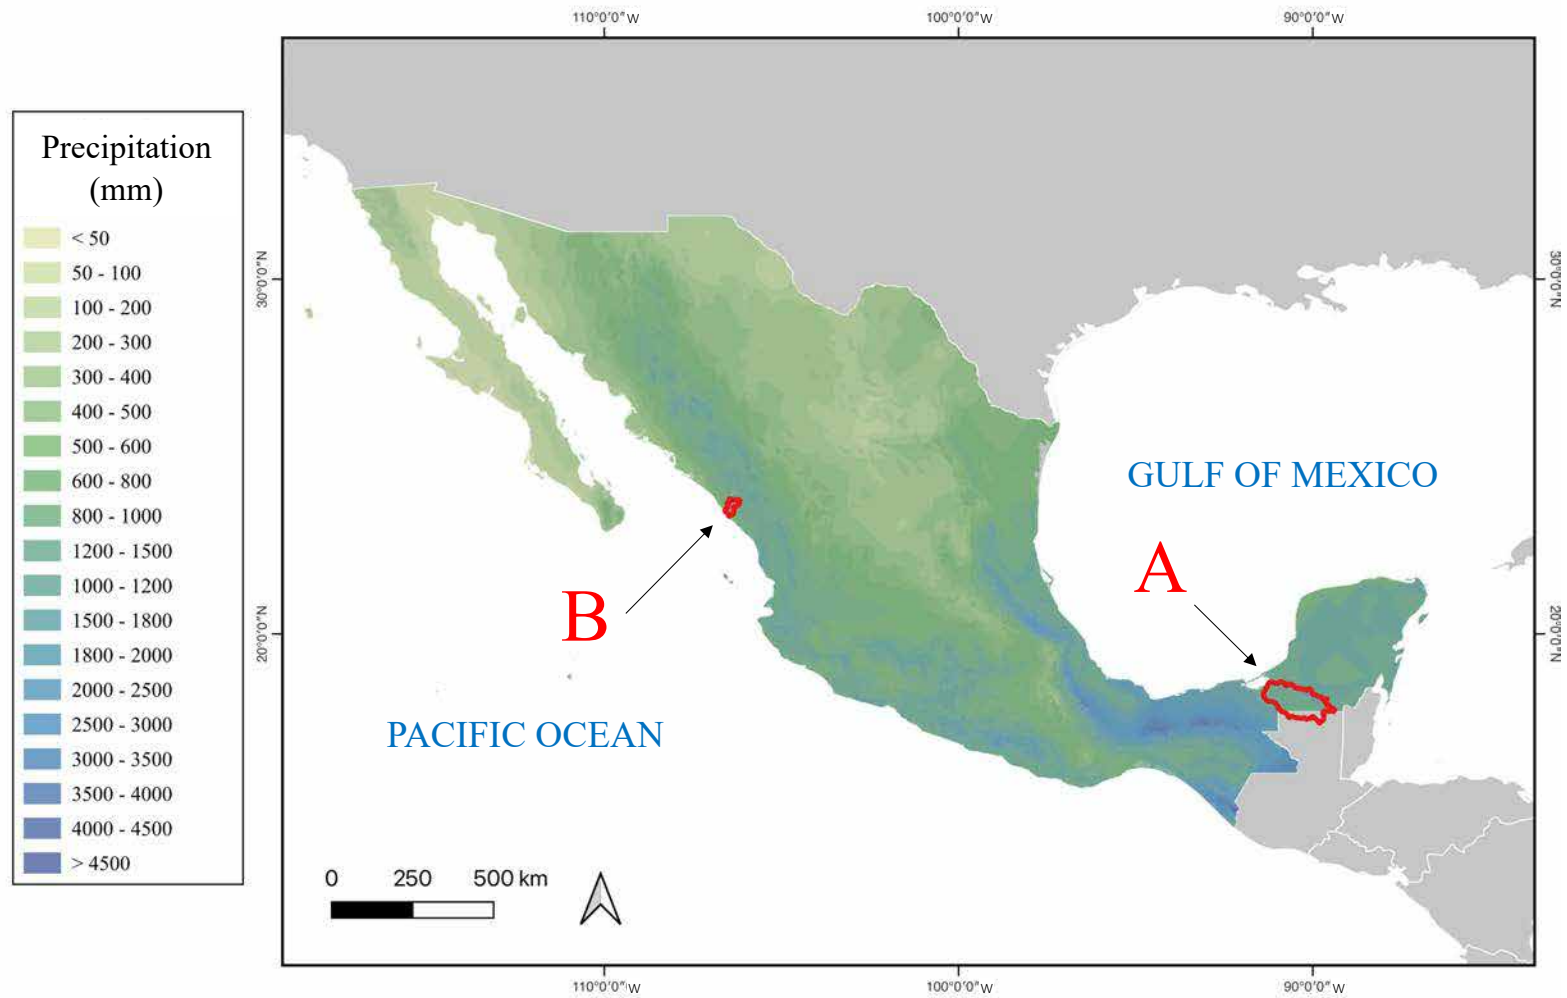 110°0'0"W
100°0'0"W
90°0'0"W
Precipitation
(mm)
< 50
50 - 100
100 - 200
200 - 300
300 - 400
400 - 500
500 - 600
600 - 800
800 - 1000
1200 - 1500
1000 - 1200
1500 - 1800
1800 - 2000
2000 - 2500
2500 - 3000
3000 - 3500
3500 - 4000
4000 - 4500
> 4500
30°0'0"N
30°0'0"N
GULF OF MEXICO
A
B
20°0'0"N
20°0'0"N
PACIFIC OCEAN
0 250 500 km
110°0'0"W
100°0'0"W
90°0'0"W